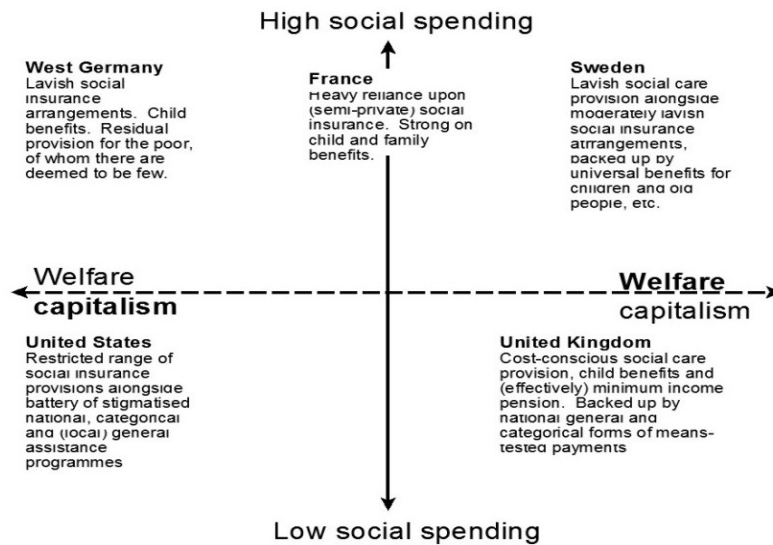 High social spending
West Germany
Lavish social
insurance
arrangements. Child
benefits. Residual
provision for the poor,
of whom there are
deemed to be few.
France
Heavy reliance upon
(semi-private) social
insurance. Strong on
child and family
benefits.
Sweden
Lavish social care
provision alongside
moderately lavish
social insurance
atrrangements,
backed up by
universal benefits for
children and old
people, etc.
Welfare
capitalism
Welfare
capitalism
United States
Restricted range of
social insurance
provisions alongside
battery of stigmatised
national, categorical
and (local) general
assistance
programmes
United Kingdom
Cost-conscious social care
provision, child benefits and
(effectively) minimum income
pension. Backed up by
national general and
categorical forms of means-
tested payments
Low social spending